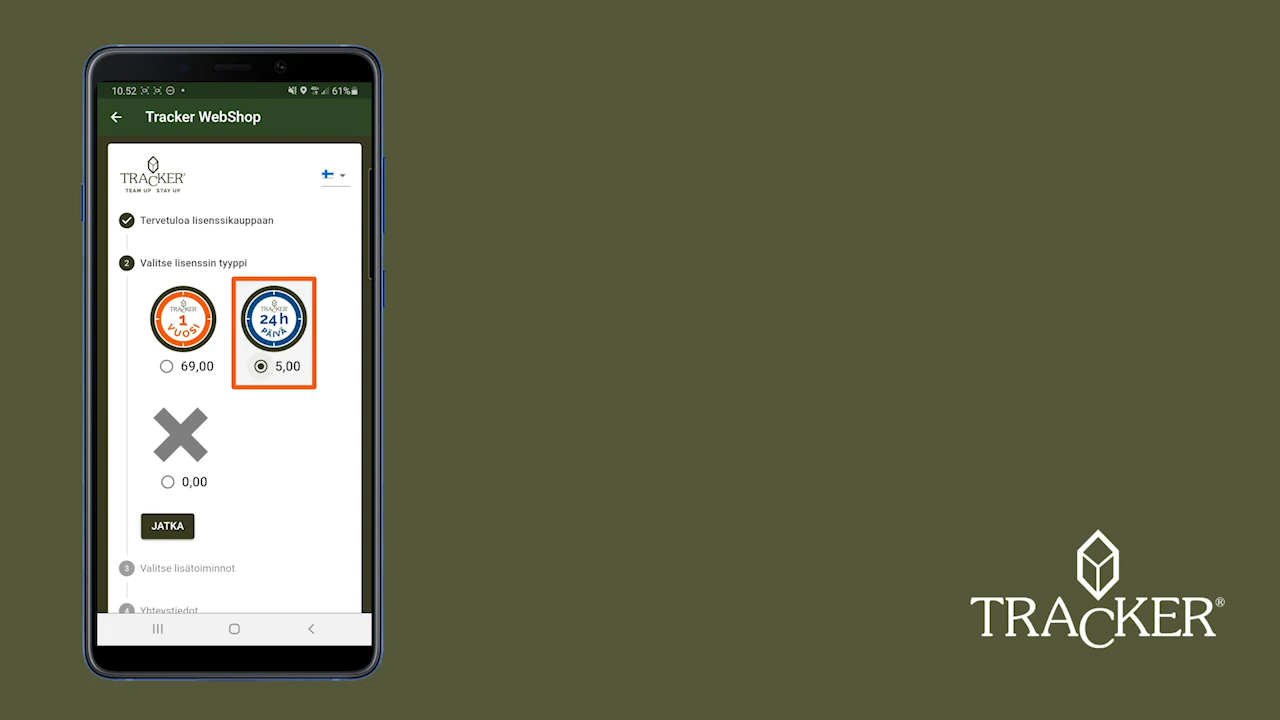 10.52
61%
Tracker WebShop
TRACKER®
TEAM UP STAY UP
Tervetuloa lisenssikauppaan
2 Valitse lisenssin tyyppi
TRACKER
1
VUOSI
TRACKER
24h
PÄIVÄ
69,00
5,00
0,00
JATKA
3 Valitse lisätoiminnot
4 Yhteystiedot
TRACKER®